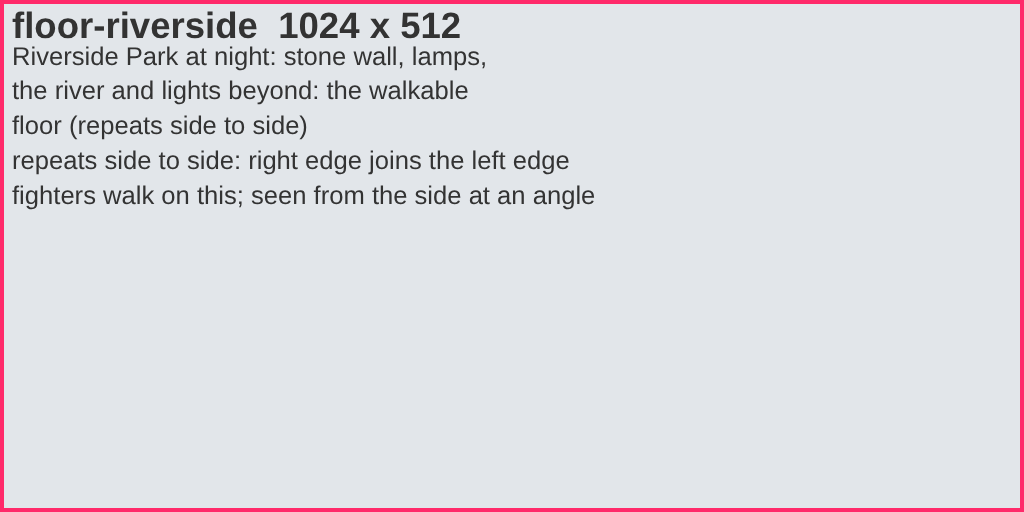 floor-riverside 1024 x 512
Riverside Park at night: stone wall, lamps,
the river and lights beyond: the walkable
floor (repeats side to side)
repeats side to side: right edge joins the left edge
fighters walk on this; seen from the side at an angle